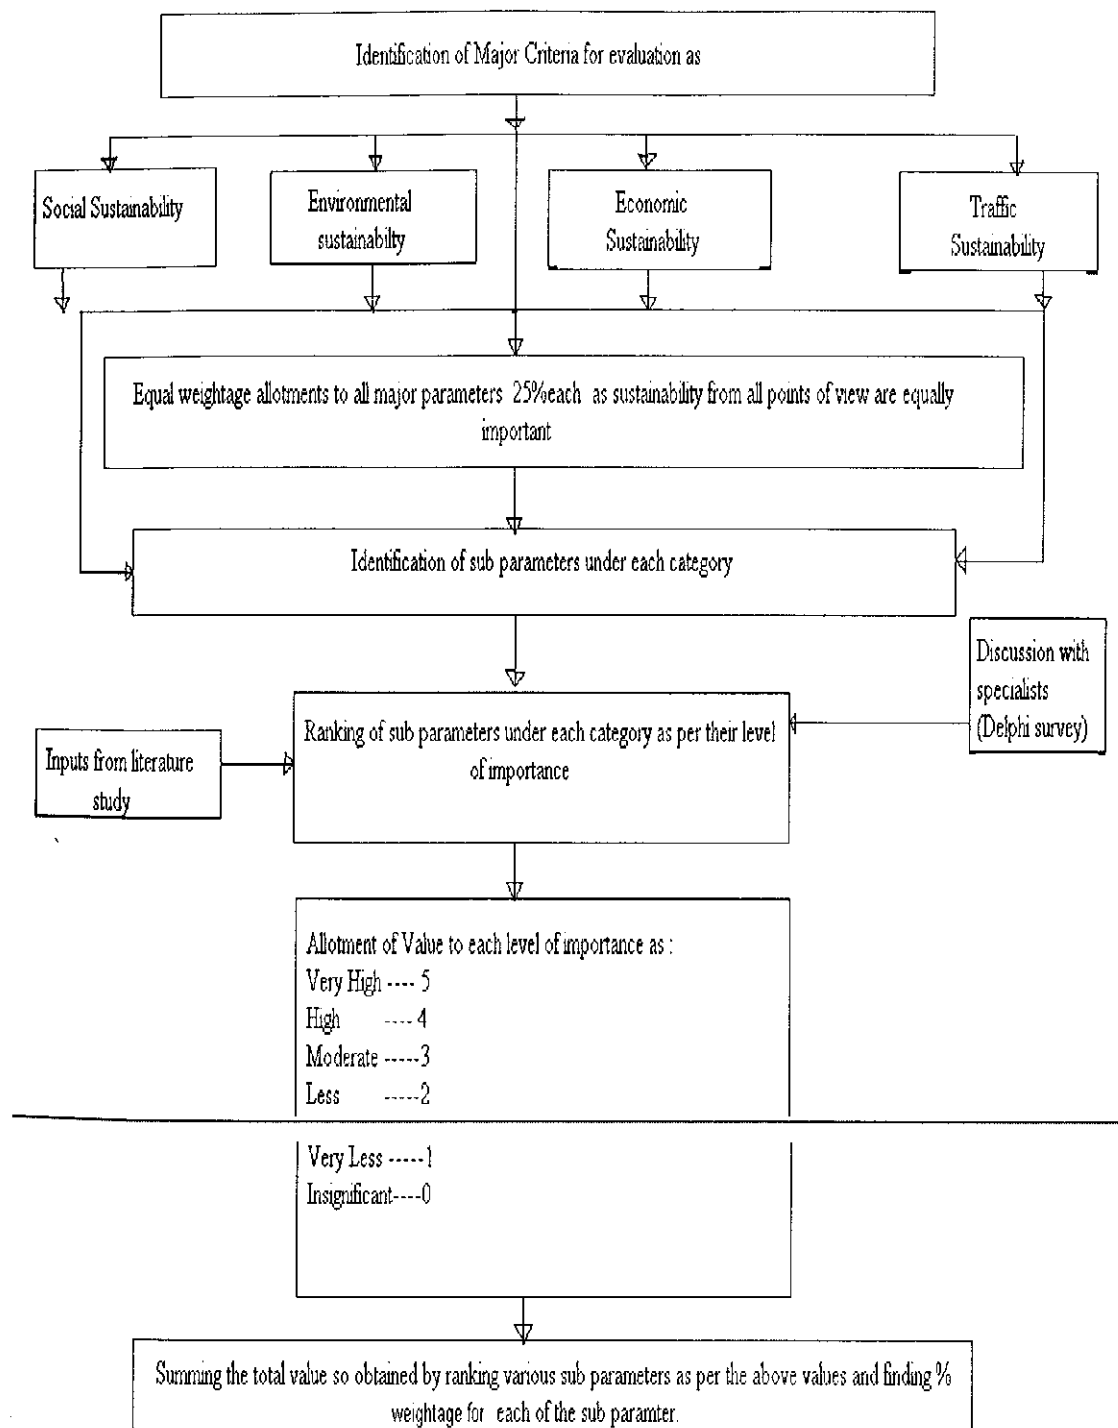 Identification of Major Criteria for evaluation as
Social Sustainability
Environmental
sustainabilty
Economic
Sustainability
Traffic
Sustainability
Equal weightage allotments to all major parameters 25%each as sustainability from all points of view are equally
important
Identification of sub parameters under each category
Discussion with
specialists
(Delphi survey)
Ranking of sub parameters under each category as per their level
of importance
Inputs from literature
study
Allotment of Value to each level of importance as :
Very High ---- 5
High ---- 4
Moderate -----3
Less -----2
Very Less -----1
Insignificant----0
Summing the total value so obtained by ranking various sub parameters as per the above values and finding %
weightage for each of the sub paramter.